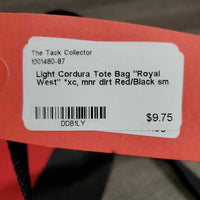 The Tack Collector
1001480-87
Light Cordura Tote Bag "Royal
West" *xc, mnr dirt Red/Black sm
$9.75
DDB1LY